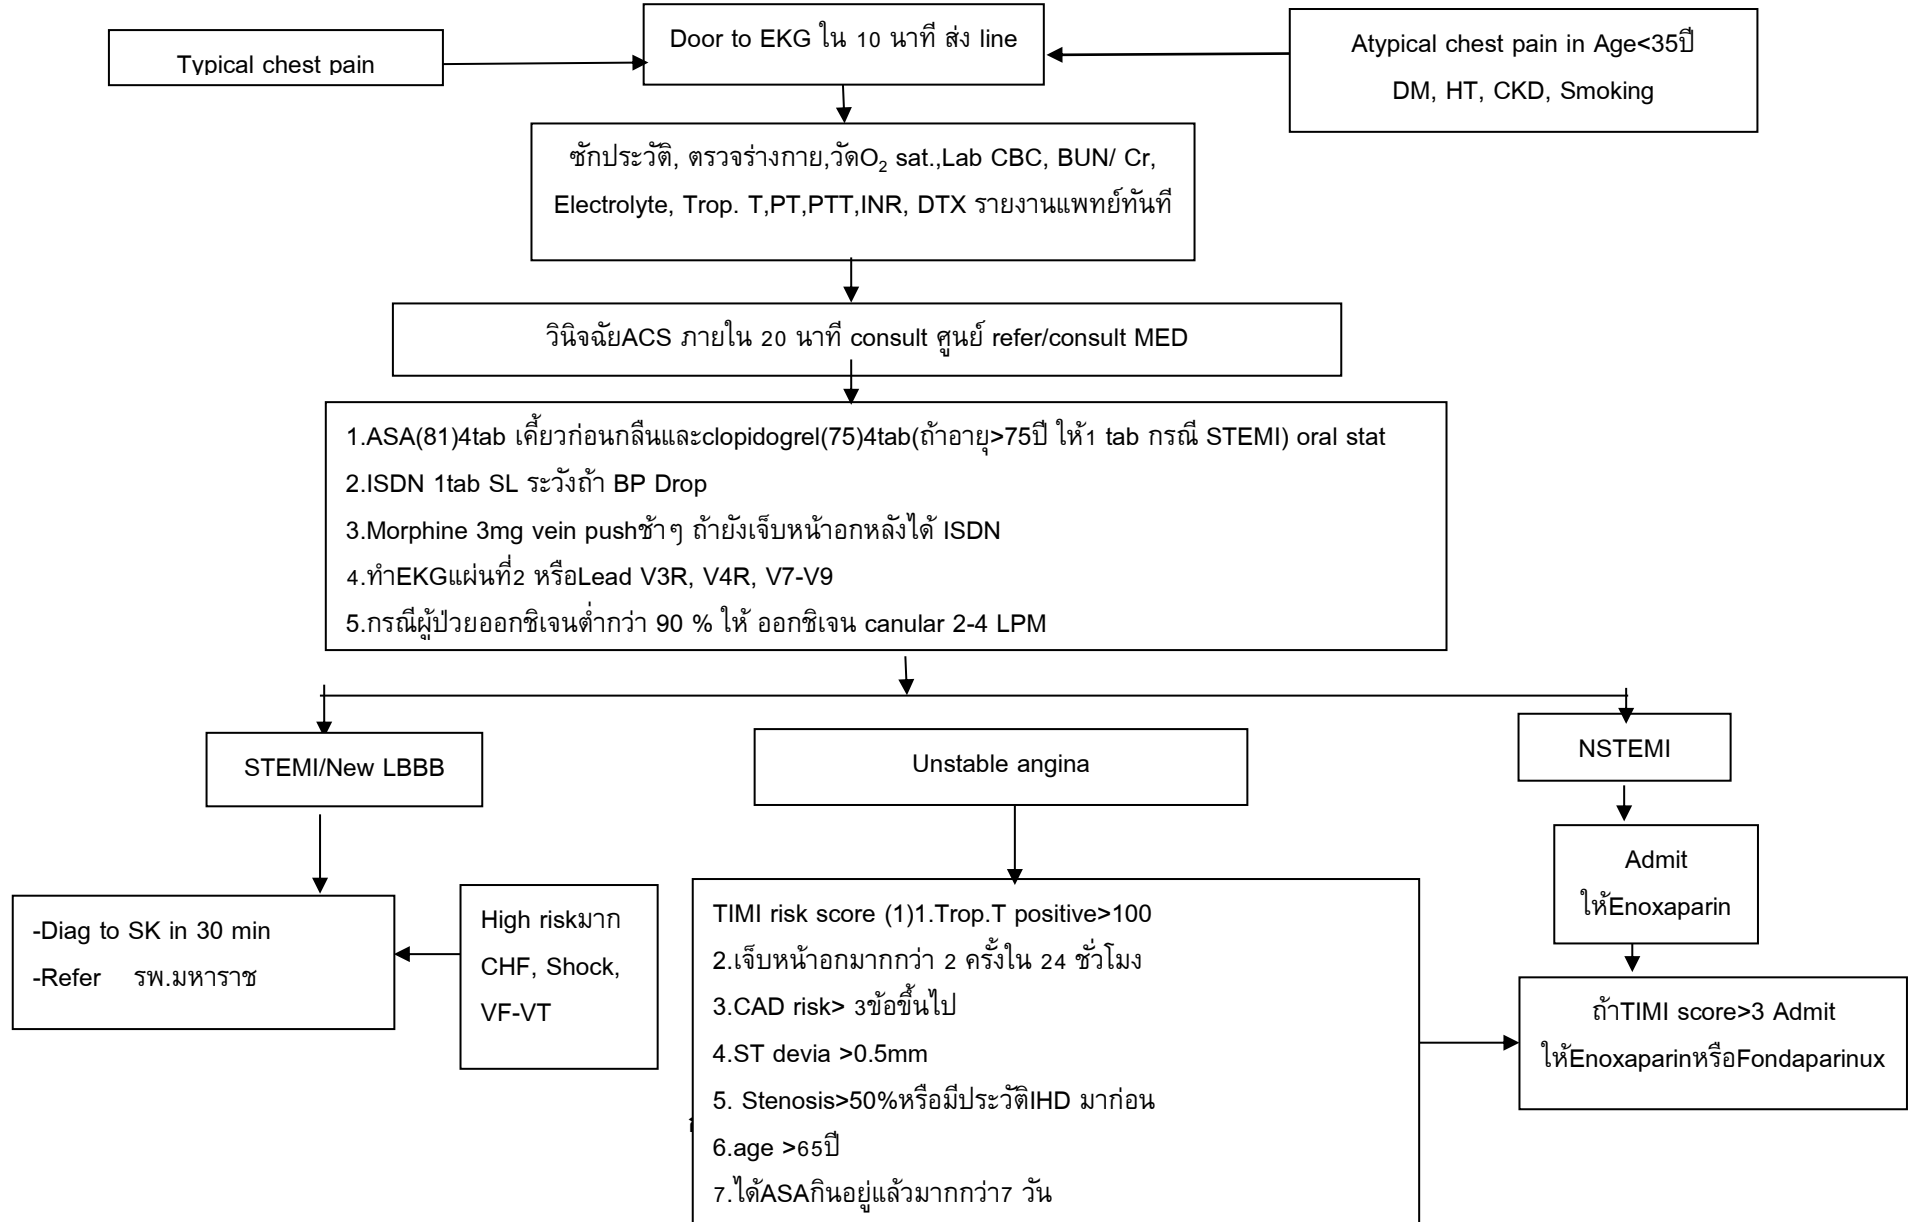 Typical chest pain
Door to EKG ใน 10 นาที ส่ง line
Atypical chest pain in Age<35ปี
DM, HT, CKD, Smoking
ซักประวัติ, ตรวจร่างกาย,วัดO₂ sat.,Lab CBC, BUN/ Cr,
Electrolyte, Trop. T,PT,PTT,INR, DTX รายงานแพทย์ทันที
วินิจฉัยACS ภายใน 20 นาที consult ศูนย์ refer/consult MED
1.ASA(81)4tab เคี้ยวก่อนกลืนและclopidogrel(75)4tab(ถ้าอายุ>75ปี ให้1 tab กรณี STEMI) oral stat
2.ISDN 1tab SL ระวังถ้า BP Drop
3.Morphine 3mg vein pushช้าๆ ถ้ายังเจ็บหน้าอกหลังได้ ISDN
4.ทำEKGแผ่นที่2 หรือLead V3R, V4R, V7-V9
5.กรณีผู้ป่วยออกซิเจนต่ำกว่า 90 % ให้ ออกซิเจน canular 2-4 LPM
STEMI/New LBBB
Unstable angina
NSTEMI
-Diag to SK in 30 min
-Refer รพ.มหาราช
High riskมาก
CHF, Shock,
VF-VT
TIMI risk score (1)1.Trop.T positive>100
2.เจ็บหน้าอกมากกว่า 2 ครั้งใน 24 ชั่วโมง
3.CAD risk> 3ข้อขึ้นไป
4.ST devia >0.5mm
5. Stenosis>50%หรือมีประวัติIHD มาก่อน
6.age >65ปี
7.ได้ASAกินอยู่แล้วมากกว่า7 วัน
Admit
ให้Enoxaparin
ถ้าTIMI score>3 Admit
ให้EnoxaparinหรือFondaparinux